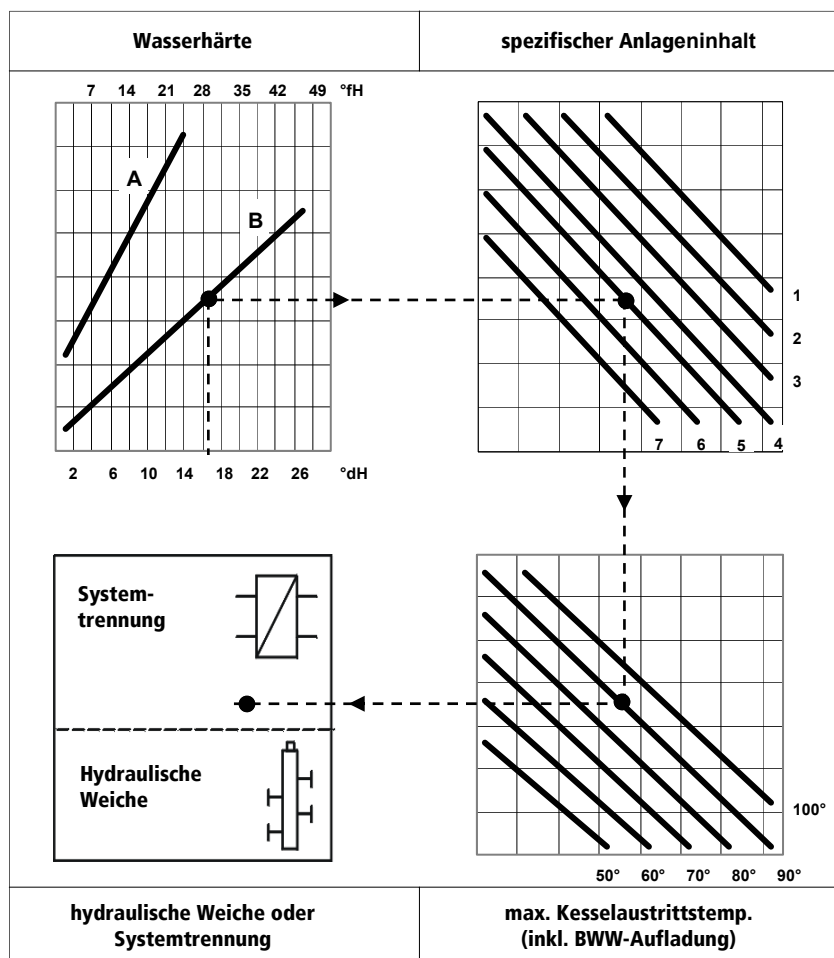 Wasserhärte
spezifischer Anlageninhalt
7 14 21 28 35 42 49 °fH
A
B
2 6 10 14 18 22 26 °dH
1
2
3
7 6 5 4
System-
trennung
Hydraulische
Weiche
100°
50° 60° 70° 80° 90°
hydraulische Weiche oder
Systemtrennung
max. Kesselaustrittstemp.
(inkl. BWW-Aufladung)